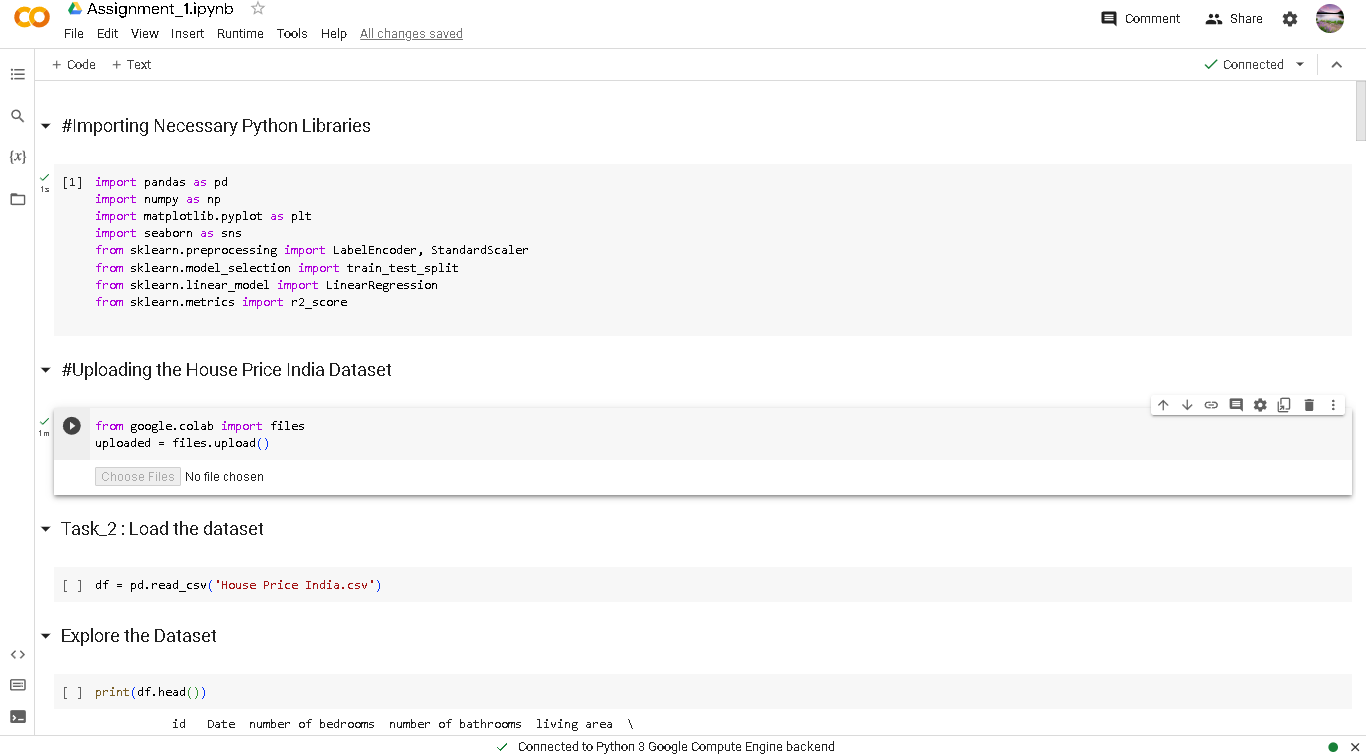 Assignment_1.ipynb
File Edit View Insert Runtime Tools Help All changes saved
Comment Share
+ Code + Text
Connected
#Importing Necessary Python Libraries
{x}
1s
[1] import pandas as pd
import numpy as np
import matplotlib.pyplot as plt
import seaborn as sns
from sklearn.preprocessing import LabelEncoder, StandardScaler
from sklearn.model_selection import train_test_split
from sklearn.linear_model import LinearRegression
from sklearn.metrics import r2_score
#Uploading the House Price India Dataset
1m
from google.colab import files
uploaded = files.upload()
Choose Files No file chosen
Task_2 : Load the dataset
[ ] df = pd.read_csv('House Price India.csv')
Explore the Dataset
[ ] print(df.head())
id Date number of bedrooms number of bathrooms living area \
Connected to Python 3 Google Compute Engine backend